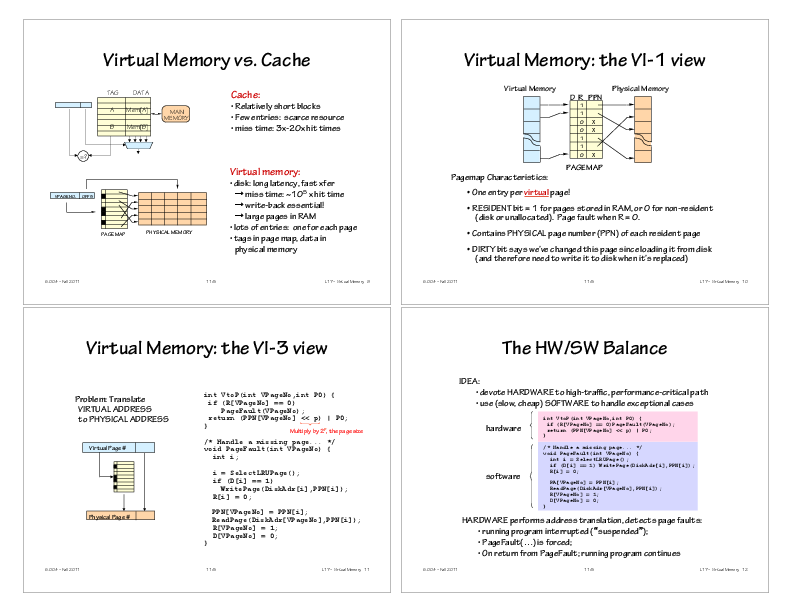 Virtual Memory vs. Cache
TAG DATA
A Mem[A]
B Mem[B]
MAIN
MEMORY
=?
Cache:
• Relatively short blocks
• Few entries: scarce resource
• miss time: 3x-20x hit times
Virtual memory:
• disk: long latency, fast xfer
→ miss time: ~10⁵ x hit time
→ write-back essential!
→ large pages in RAM
• lots of entries: one for each page
• tags in page map, data in
physical memory
VPAGE NO. OFFS
PAGEMAP
PHYSICAL MEMORY
6.004 – Fall 2011
11/8
L17 – Virtual Memory 9
Virtual Memory: the VI-1 view
Virtual Memory
Physical Memory
D R PPN
1
1
0 X
1
0 X
0 X
1
1
0 X
PAGEMAP
Pagemap Characteristics:
• One entry per virtual page!
• RESIDENT bit = 1 for pages stored in RAM, or 0 for non-resident
(disk or unallocated). Page fault when R = 0.
• Contains PHYSICAL page number (PPN) of each resident page
• DIRTY bit says we've changed this page since loading it from disk
(and therefore need to write it to disk when it's replaced)
6.004 – Fall 2011
11/8
L17 – Virtual Memory 10
Virtual Memory: the VI-3 view
Problem: Translate
VIRTUAL ADDRESS
to PHYSICAL ADDRESS
Virtual Page #
Physical Page #
int VtoP(int VPageNo,int PO) {
if (R[VPageNo] == 0)
PageFault(VPageNo);
return (PPN[VPageNo] << p) | PO;
}
Multiply by 2ᴾ, the page size
/* Handle a missing page... */
void PageFault(int VPageNo) {
int i;
i = SelectLRUPage();
if (D[i] == 1)
WritePage(DiskAdr[i],PPN[i]);
R[i] = 0;
PPN[VPageNo] = PPN[i];
ReadPage(DiskAdr[VPageNo],PPN[i]);
R[VPageNo] = 1;
D[VPageNo] = 0;
}
6.004 – Fall 2011
11/8
L17 – Virtual Memory 11
The HW/SW Balance
IDEA:
• devote HARDWARE to high-traffic, performance-critical path
• use (slow, cheap) SOFTWARE to handle exceptional cases
hardware
int VtoP(int VPageNo,int PO) {
if (R[VPageNo] == 0)PageFault(VPageNo);
return (PPN[VPageNo] << p) | PO;
}
software
/* Handle a missing page... */
void PageFault(int VPageNo) {
int i = SelectLRUPage();
if (D[i] == 1) WritePage(DiskAdr[i],PPN[i]);
R[i] = 0;
PA[VPageNo] = PPN[i];
ReadPage(DiskAdr[VPageNo],PPN[i]);
R[VPageNo] = 1;
D[VPageNo] = 0;
}
HARDWARE performs address translation, detects page faults:
• running program interrupted ("suspended");
• PageFault(…) is forced;
• On return from PageFault; running program continues
6.004 – Fall 2011
11/8
L17 – Virtual Memory 12